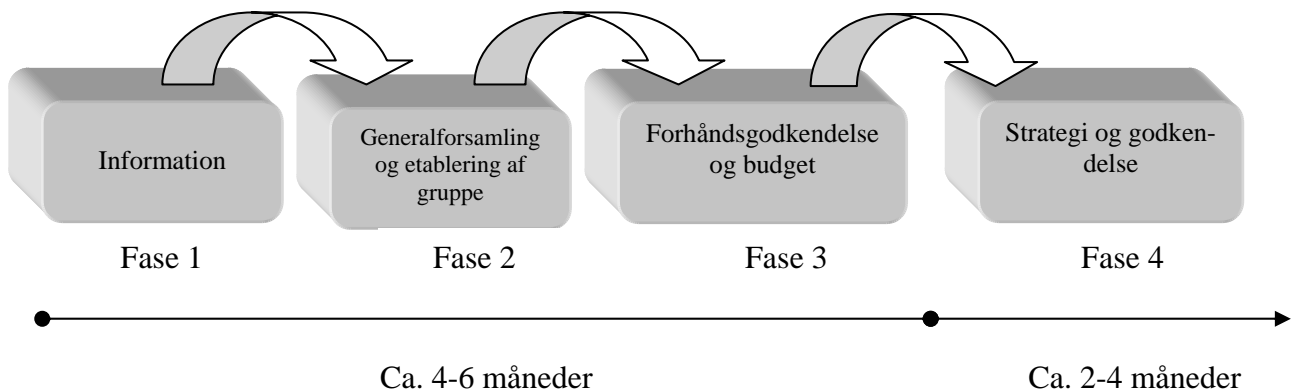 Information
Generalforsamling
og etablering af
gruppe
Forhåndsgodkendelse
og budget
Strategi og godken-
delse
Fase 1
Fase 2
Fase 3
Fase 4
Ca. 4-6 måneder
Ca. 2-4 måneder